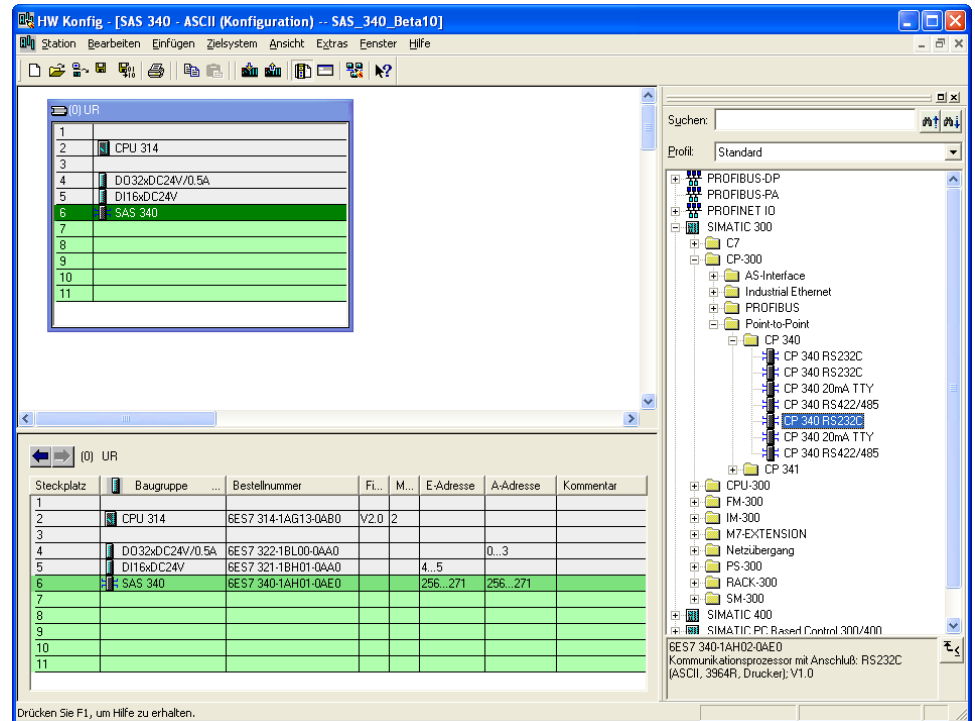 HW Konfig - [SAS 340 - ASCII (Konfiguration) -- SAS_340_Beta10]
Station Bearbeiten Einfügen Zielsystem Ansicht Extras Fenster Hilfe
(0) UR
1
2 CPU 314
3
4 DO32xDC24V/0.5A
5 DI16xDC24V
6 SAS 340
7
8
9
10
11
Suchen:
Profil: Standard
PROFIBUS-DP
PROFIBUS-PA
PROFINET IO
SIMATIC 300
C7
CP-300
AS-Interface
Industrial Ethernet
PROFIBUS
Point-to-Point
CP 340
CP 340 RS232C
CP 340 RS232C
CP 340 20mA TTY
CP 340 RS422/485
CP 340 RS232C
CP 340 20mA TTY
CP 340 RS422/485
CP 341
CPU-300
FM-300
IM-300
M7-EXTENSION
Netzübergang
PS-300
RACK-300
SM-300
SIMATIC 400
SIMATIC PC Based Control 300/400
6ES7 340-1AH02-0AE0
Kommunikationsprozessor mit Anschluß: RS232C
(ASCII, 3964R, Drucker); V1.0
(0) UR
Steckplatz Baugruppe ... Bestellnummer Fi... M... E-Adresse A-Adresse Kommentar
1
2 CPU 314 6ES7 314-1AG13-0AB0 V2.0 2
3
4 DO32xDC24V/0.5A 6ES7 322-1BL00-0AA0 0...3
5 DI16xDC24V 6ES7 321-1BH01-0AA0 4...5
6 SAS 340 6ES7 340-1AH01-0AE0 256...271 256...271
7
8
9
10
11
Drücken Sie F1, um Hilfe zu erhalten.